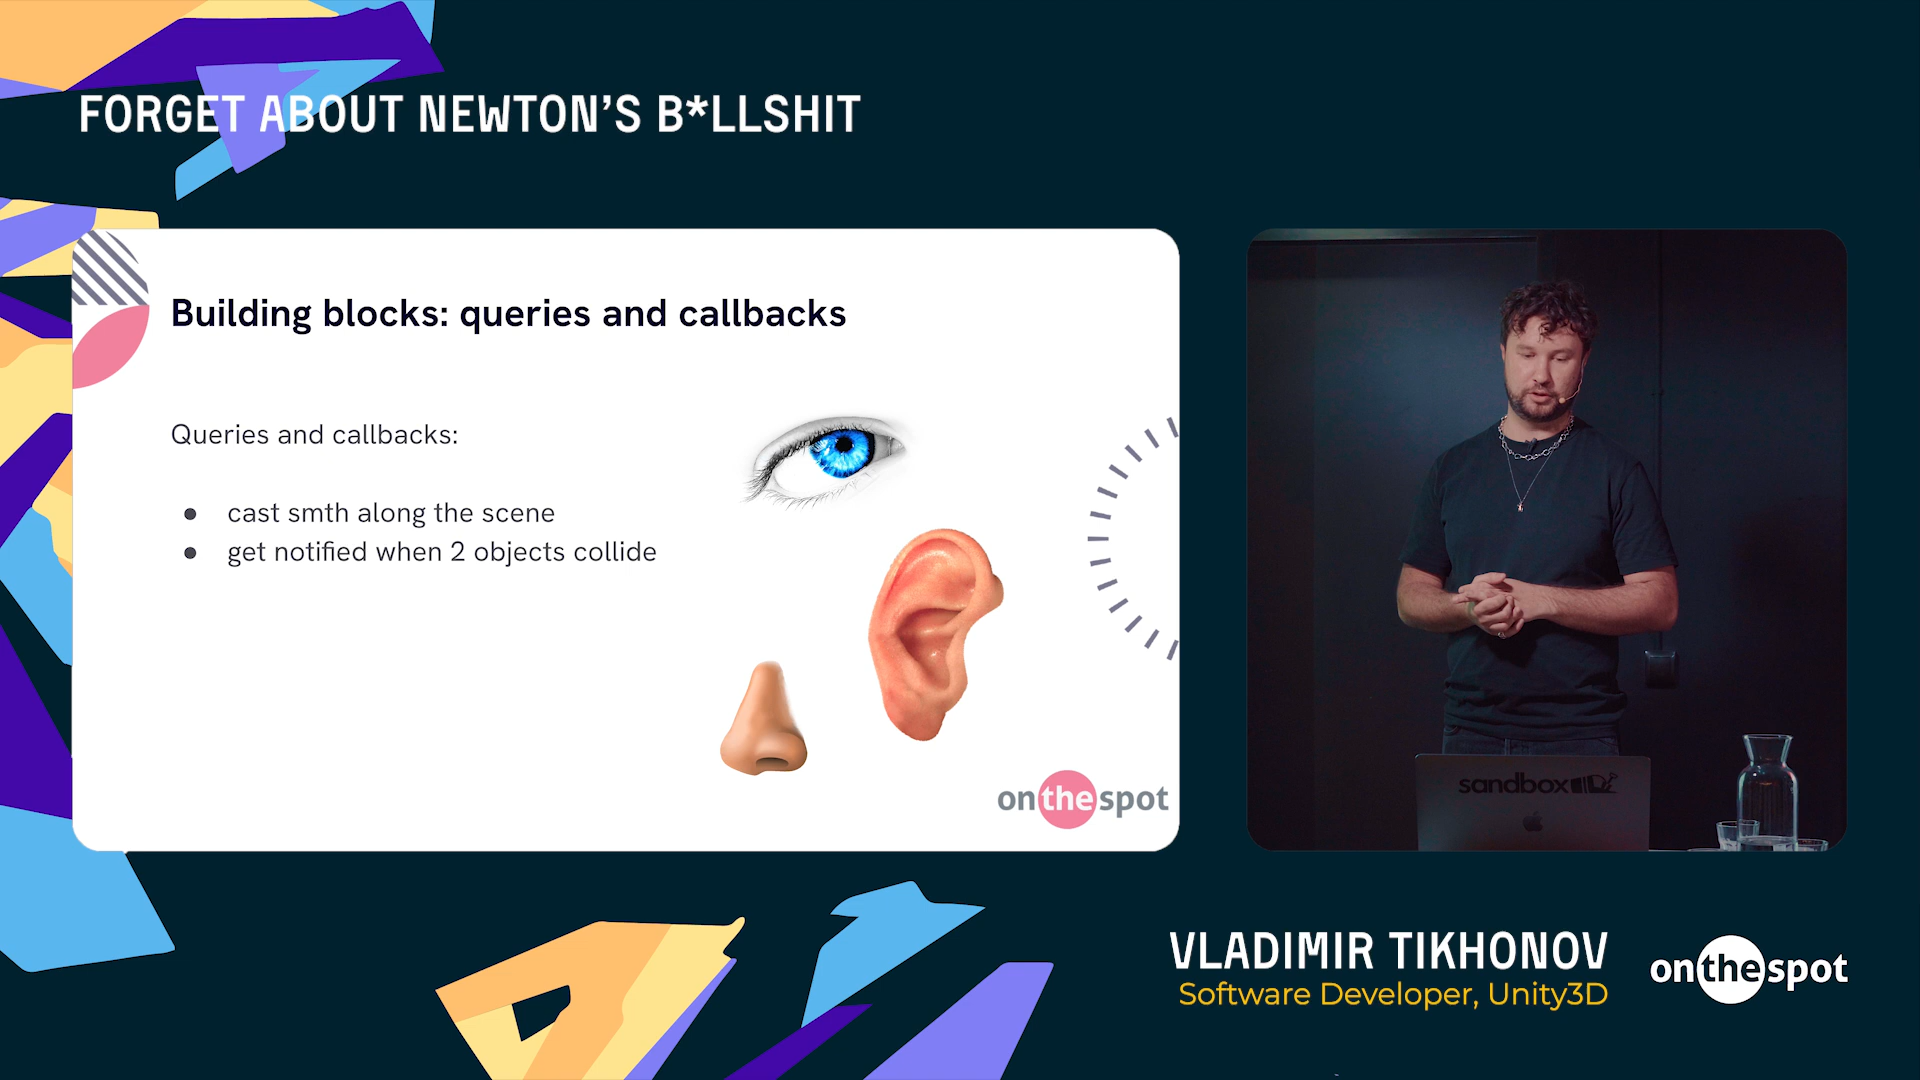 FORGET ABOUT NEWTON'S B*LLSHIT
Building blocks: queries and callbacks
Queries and callbacks:
● cast smth along the scene
● get notified when 2 objects collide
onthespot
sandbox
VLADIMIR TIKHONOV
Software Developer, Unity3D
onthespot